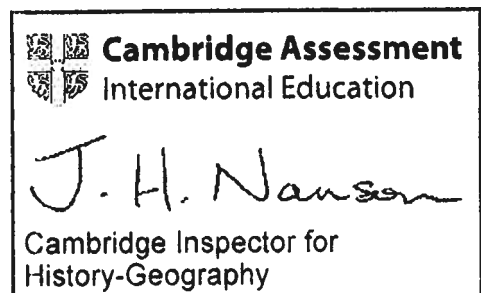 Cambridge Assessment
International Education
J. H. Nanson
Cambridge Inspector for
History-Geography